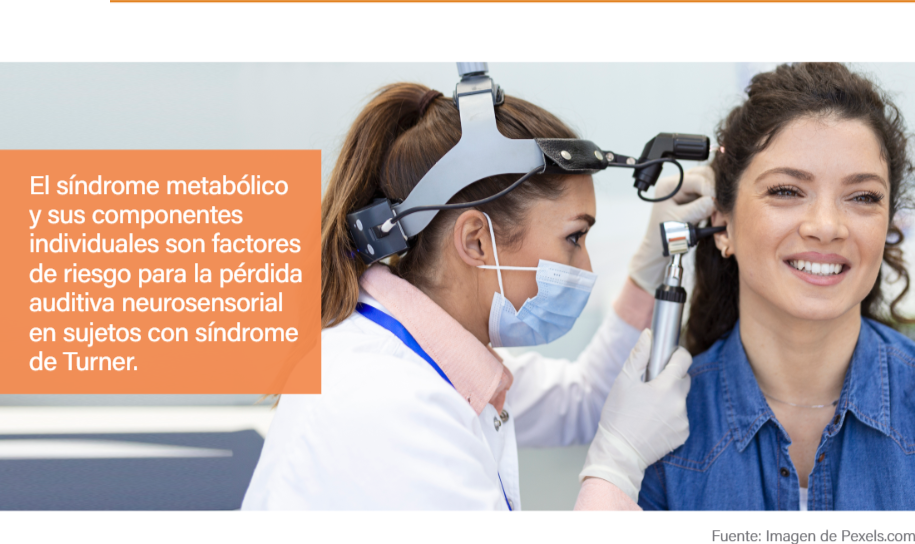 El síndrome metabólico
y sus componentes
individuales son factores
de riesgo para la pérdida
auditiva neurosensorial
en sujetos con síndrome
de Turner.
Fuente: Imagen de Pexels.com